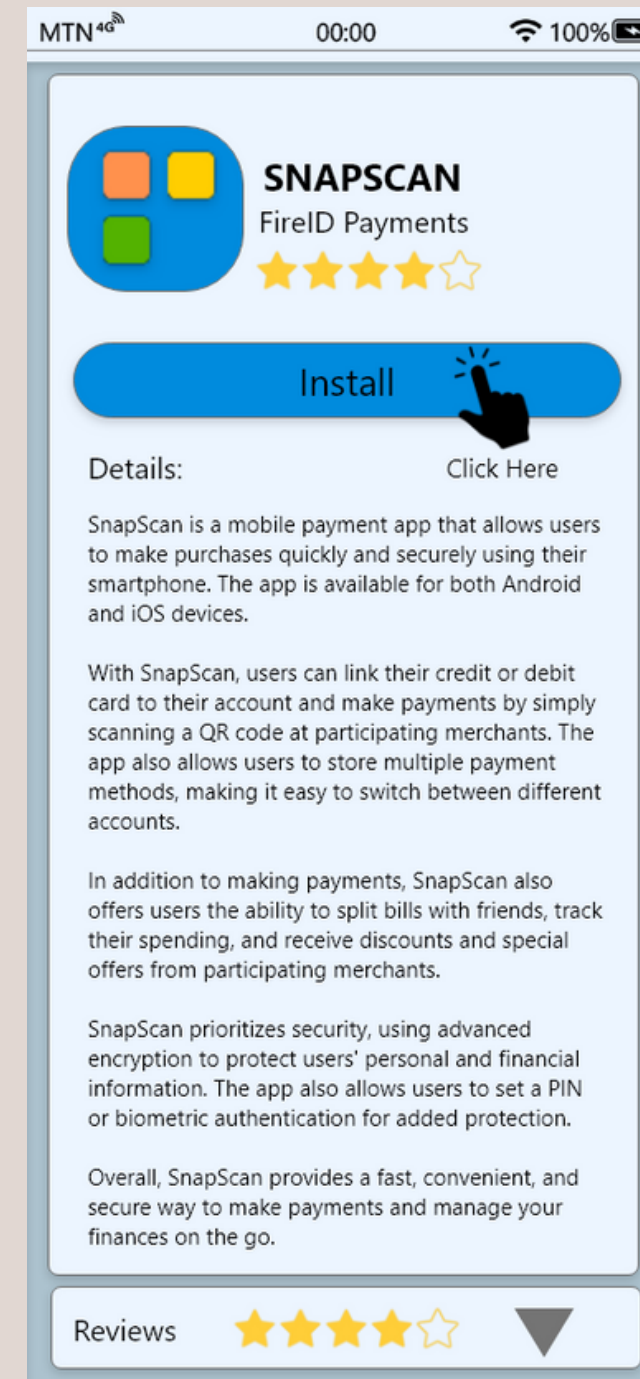 MTN 4G 00:00 100%
SNAPSCAN
FireID Payments
Install
Details: Click Here
SnapScan is a mobile payment app that allows users
to make purchases quickly and securely using their
smartphone. The app is available for both Android
and iOS devices.
With SnapScan, users can link their credit or debit
card to their account and make payments by simply
scanning a QR code at participating merchants. The
app also allows users to store multiple payment
methods, making it easy to switch between different
accounts.
In addition to making payments, SnapScan also
offers users the ability to split bills with friends, track
their spending, and receive discounts and special
offers from participating merchants.
SnapScan prioritizes security, using advanced
encryption to protect users' personal and financial
information. The app also allows users to set a PIN
or biometric authentication for added protection.
Overall, SnapScan provides a fast, convenient, and
secure way to make payments and manage your
finances on the go.
Reviews